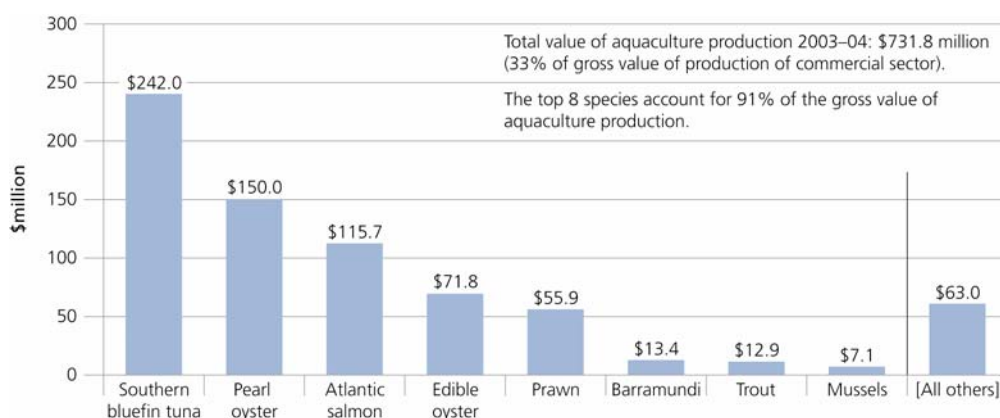 300
250
200
150
100
50
0
$million
Total value of aquaculture production 2003–04: $731.8 million
(33% of gross value of production of commercial sector).
The top 8 species account for 91% of the gross value of
aquaculture production.
$242.0
$150.0
$115.7
$71.8
$55.9
$13.4
$12.9
$7.1
$63.0
Southern
bluefin tuna
Pearl
oyster
Atlantic
salmon
Edible
oyster
Prawn
Barramundi
Trout
Mussels
[All others]